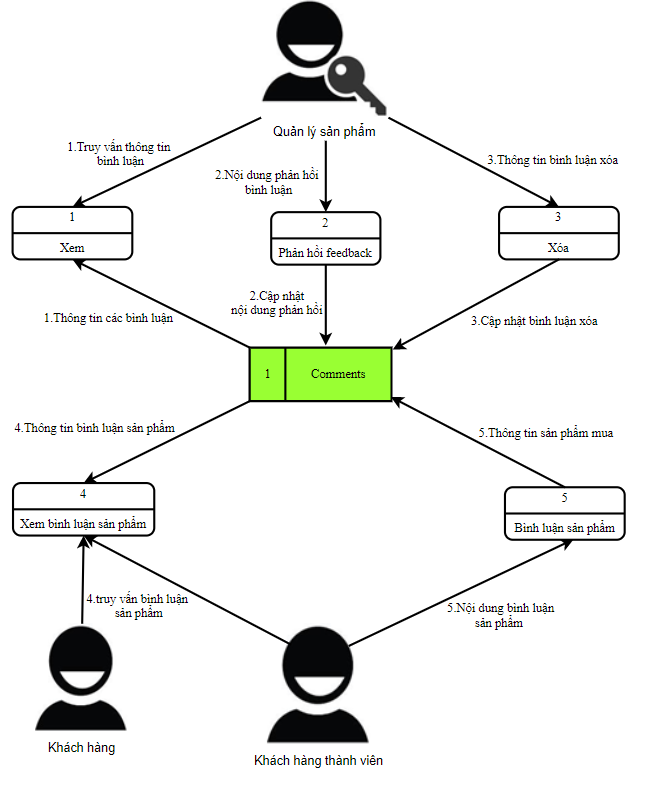 Quản lý sản phẩm
1.Truy vấn thông tin
bình luận
2.Nội dung phản hồi
bình luận
3.Thông tin bình luận xóa
1
Xem
2
Phản hồi feedback
3
Xóa
1.Thông tin các bình luận
2.Cập nhật
nội dung phản hồi
3.Cập nhật bình luận xóa
1
Comments
4.Thông tin bình luận sản phẩm
5.Thông tin sản phẩm mua
4
Xem bình luận sản phẩm
5
Bình luận sản phẩm
4.truy vấn bình luận
sản phẩm
5.Nội dung bình luận
sản phẩm
Khách hàng
Khách hàng thành viên